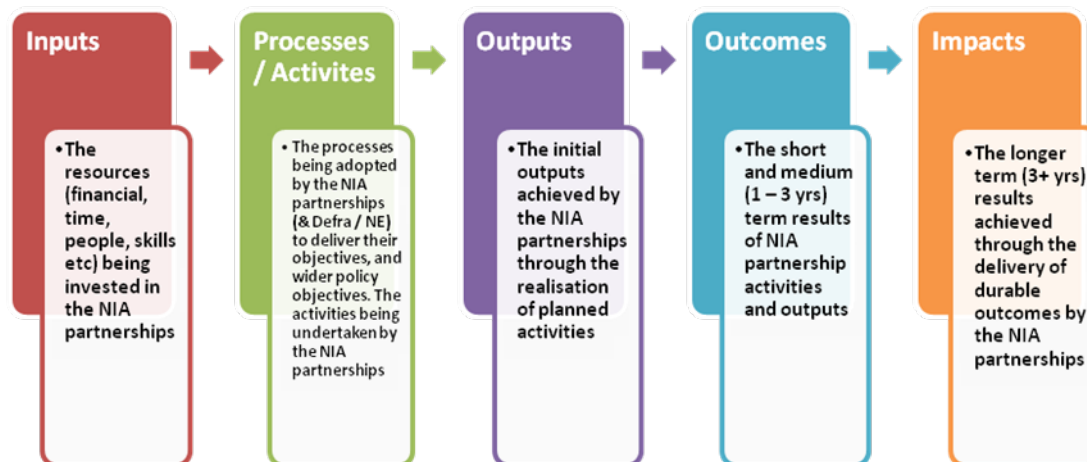 Inputs
•The
resources
(financial,
time,
people, skills
etc) being
invested in
the NIA
partnerships
Processes
/ Activites
•The processes
being adopted
by the NIA
partnerships
(& Defra / NE)
to deliver their
objectives, and
wider policy
objectives. The
activities being
undertaken by
the NIA
partnerships
Outputs
•The initial
outputs
achieved by
the NIA
partnerships
through the
realisation
of planned
activities
Outcomes
•The short
and medium
(1 – 3 yrs)
term results
of NIA
partnership
activities
and outputs
Impacts
•The longer
term (3+ yrs)
results
achieved
through the
delivery of
durable
outcomes by
the NIA
partnerships